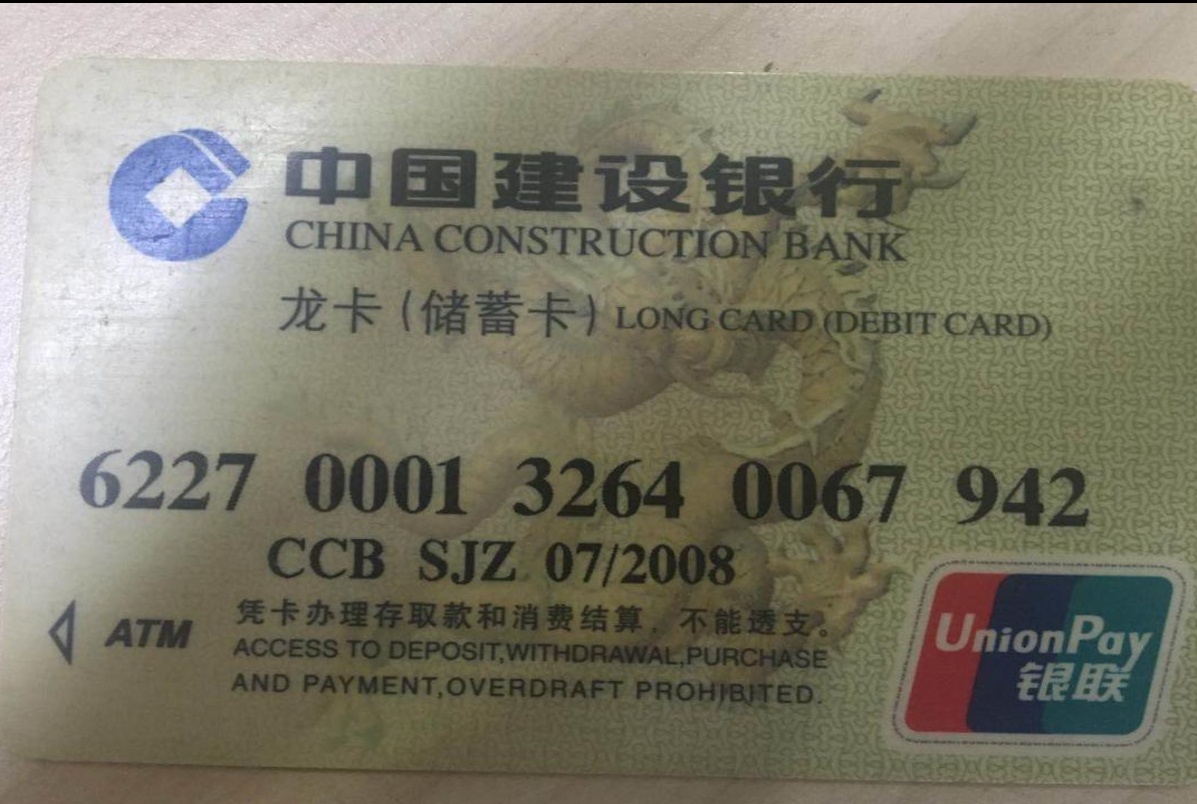 中国建设银行
CHINA CONSTRUCTION BANK
龙卡(储蓄卡) LONG CARD (DEBIT CARD)
6227 0001 3264 0067 942
CCB SJZ 07/2008
ATM
凭卡办理存取款和消费结算.不能透支。
ACCESS TO DEPOSIT,WITHDRAWAL,PURCHASE
AND PAYMENT,OVERDRAFT PROHIBITED.
UnionPay
银联